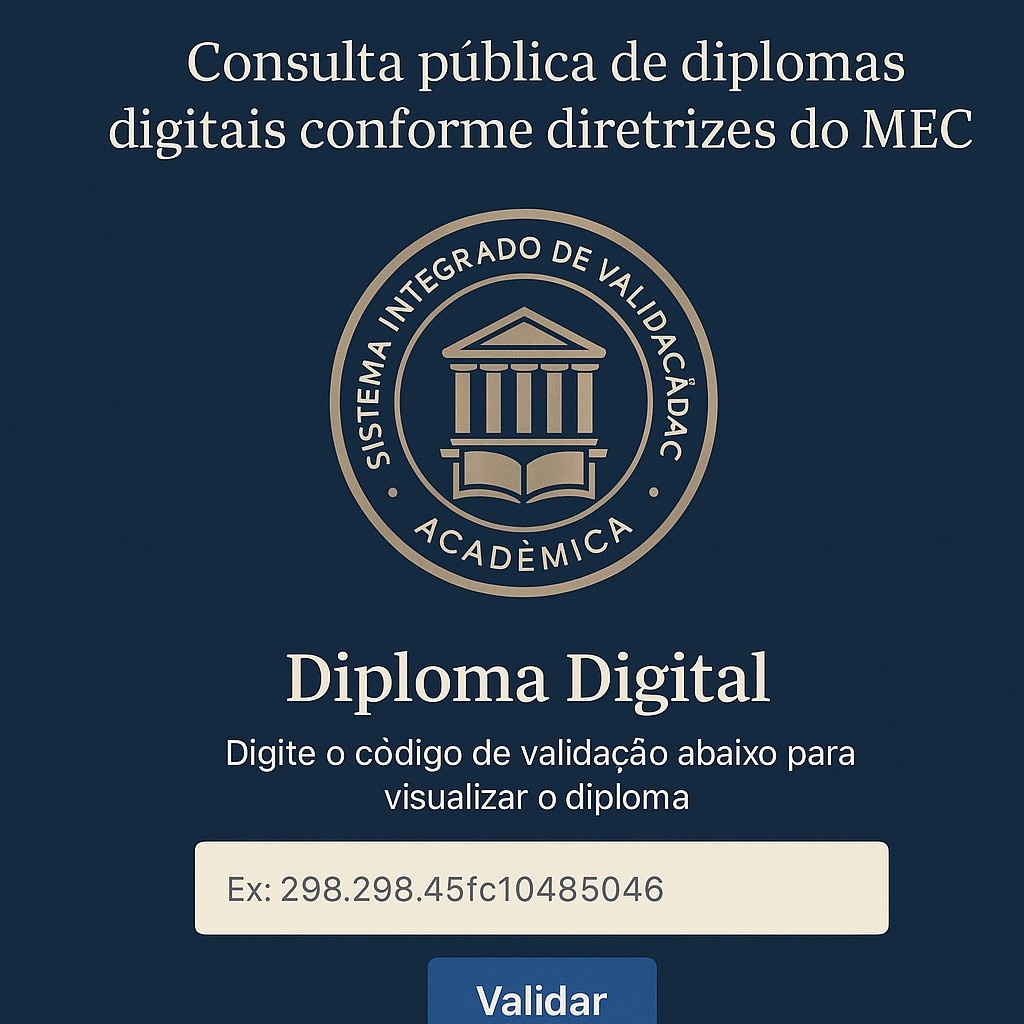 Consulta pública de diplomas
digitais conforme diretrizes do MEC
SISTEMA INTEGRADO DE VALIDACÃDAC
ACADÈMICA
Diploma Digital
Digite o còdigo de validação abaixo para
visualizar o diploma
Ex: 298.298.45fc10485046
Validar